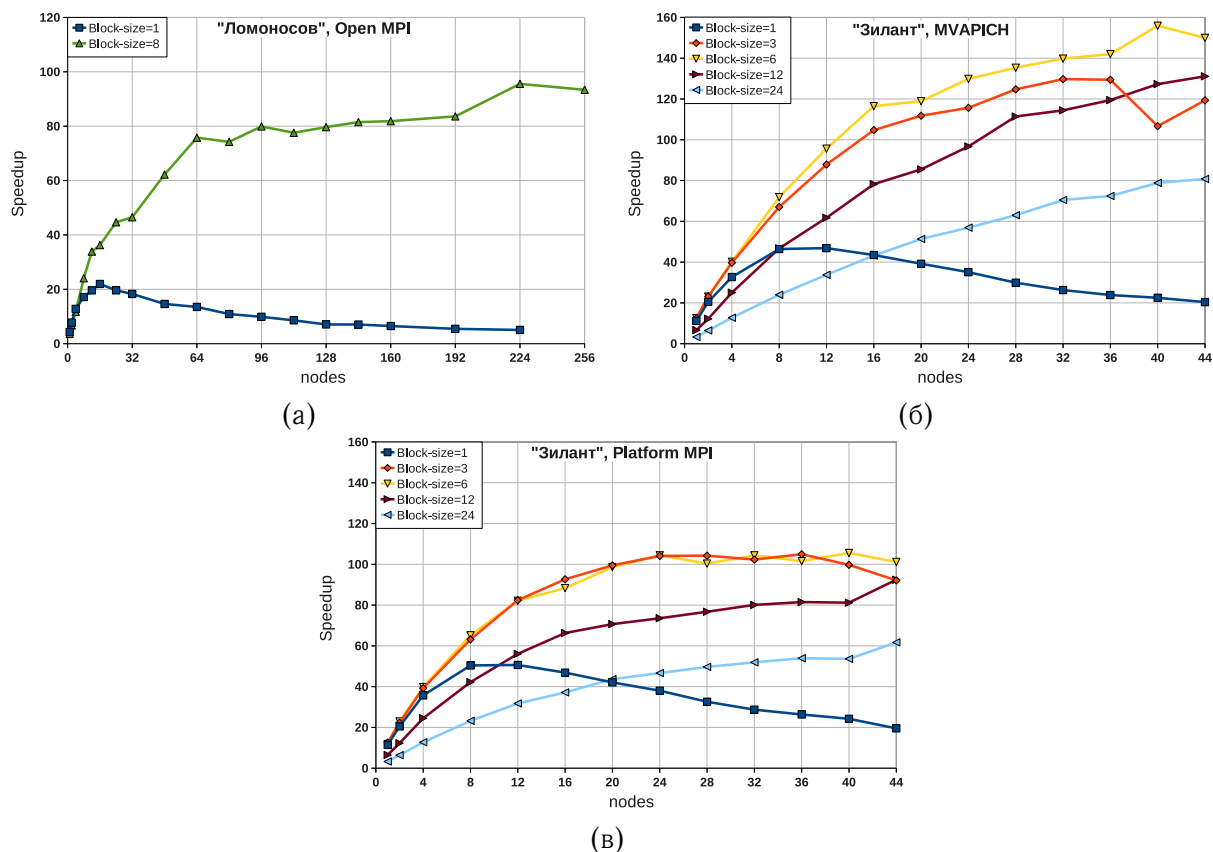 "Ломоносов", Open MPI
Block-size=1
Block-size=8
Speedup
120
100
80
60
40
20
0
0 32 64 96 128 160 192 224 256
nodes
(а)
"Зилант", MVAPICH
Block-size=1
Block-size=3
Block-size=6
Block-size=12
Block-size=24
Speedup
160
140
120
100
80
60
40
20
0
0 4 8 12 16 20 24 28 32 36 40 44
nodes
(б)
"Зилант", Platform MPI
Block-size=1
Block-size=3
Block-size=6
Block-size=12
Block-size=24
Speedup
160
140
120
100
80
60
40
20
0
0 4 8 12 16 20 24 28 32 36 40 44
nodes
(в)